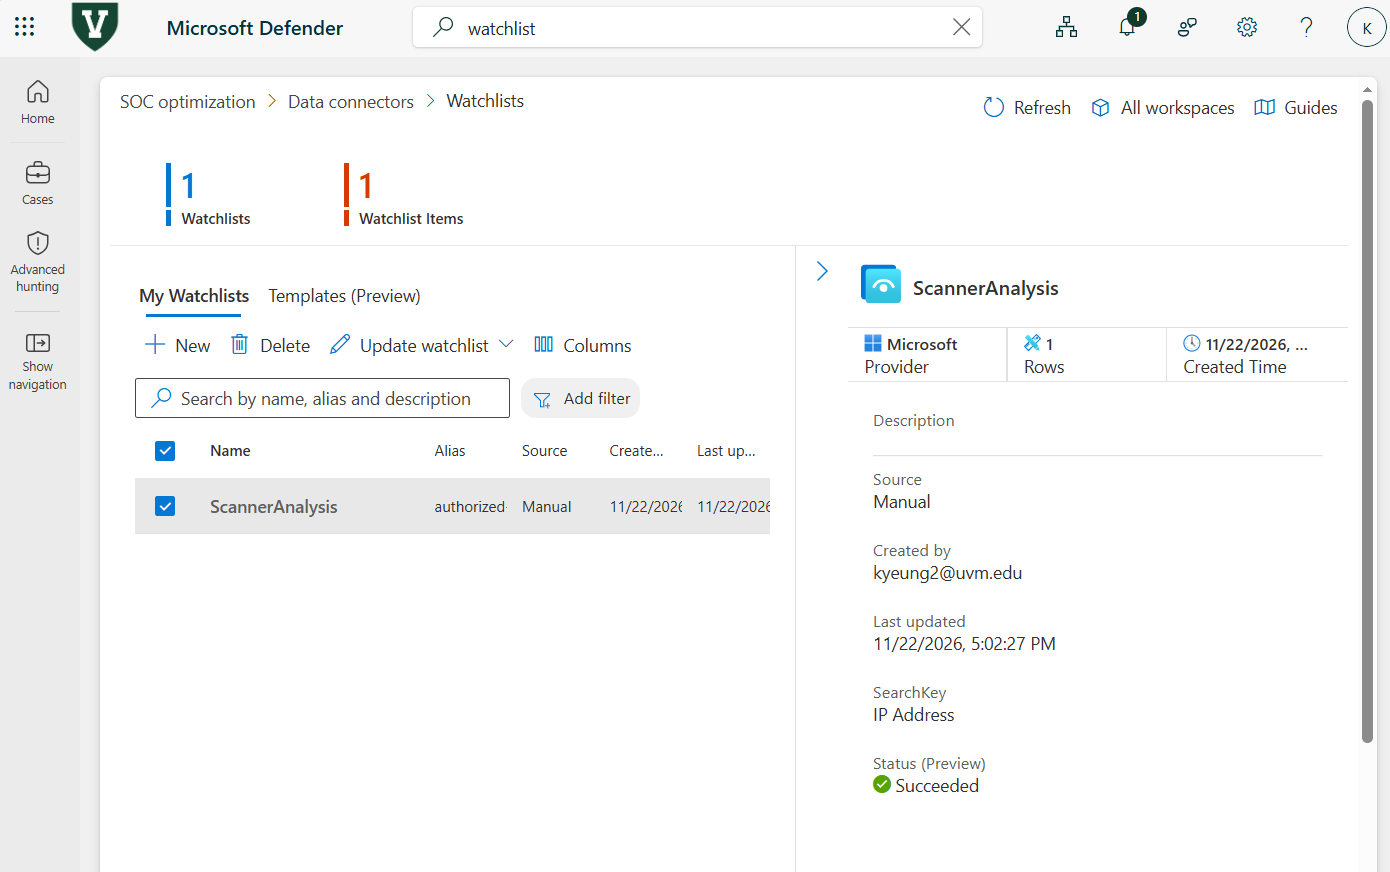 V
Microsoft Defender
watchlist
1
?
K
Home
Cases
Advanced
hunting
Show
navigation
SOC optimization > Data connectors > Watchlists
Refresh
All workspaces
Guides
1
Watchlists
1
Watchlist Items
My Watchlists
Templates (Preview)
New
Delete
Update watchlist
Columns
Search by name, alias and description
Add filter
Name Alias Source Create... Last up...
ScannerAnalysis authorized- Manual 11/22/2026 11/22/2026
ScannerAnalysis
Microsoft
Provider
1
Rows
11/22/2026, ...
Created Time
Description
Source
Manual
Created by
kyeung2@uvm.edu
Last updated
11/22/2026, 5:02:27 PM
SearchKey
IP Address
Status (Preview)
Succeeded